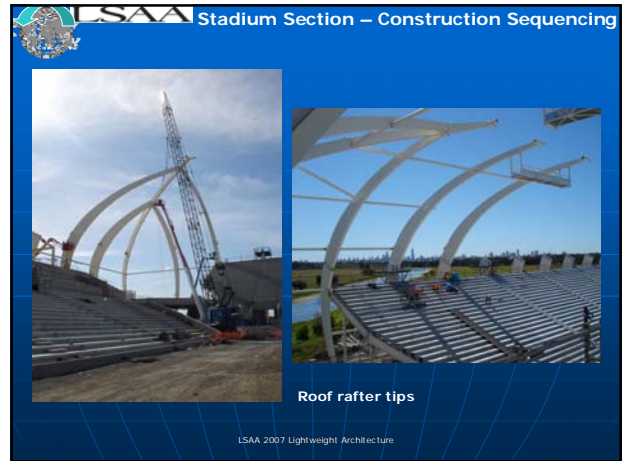 LSAA Stadium Section – Construction Sequencing
Roof rafter tips
LSAA 2007 Lightweight Architecture